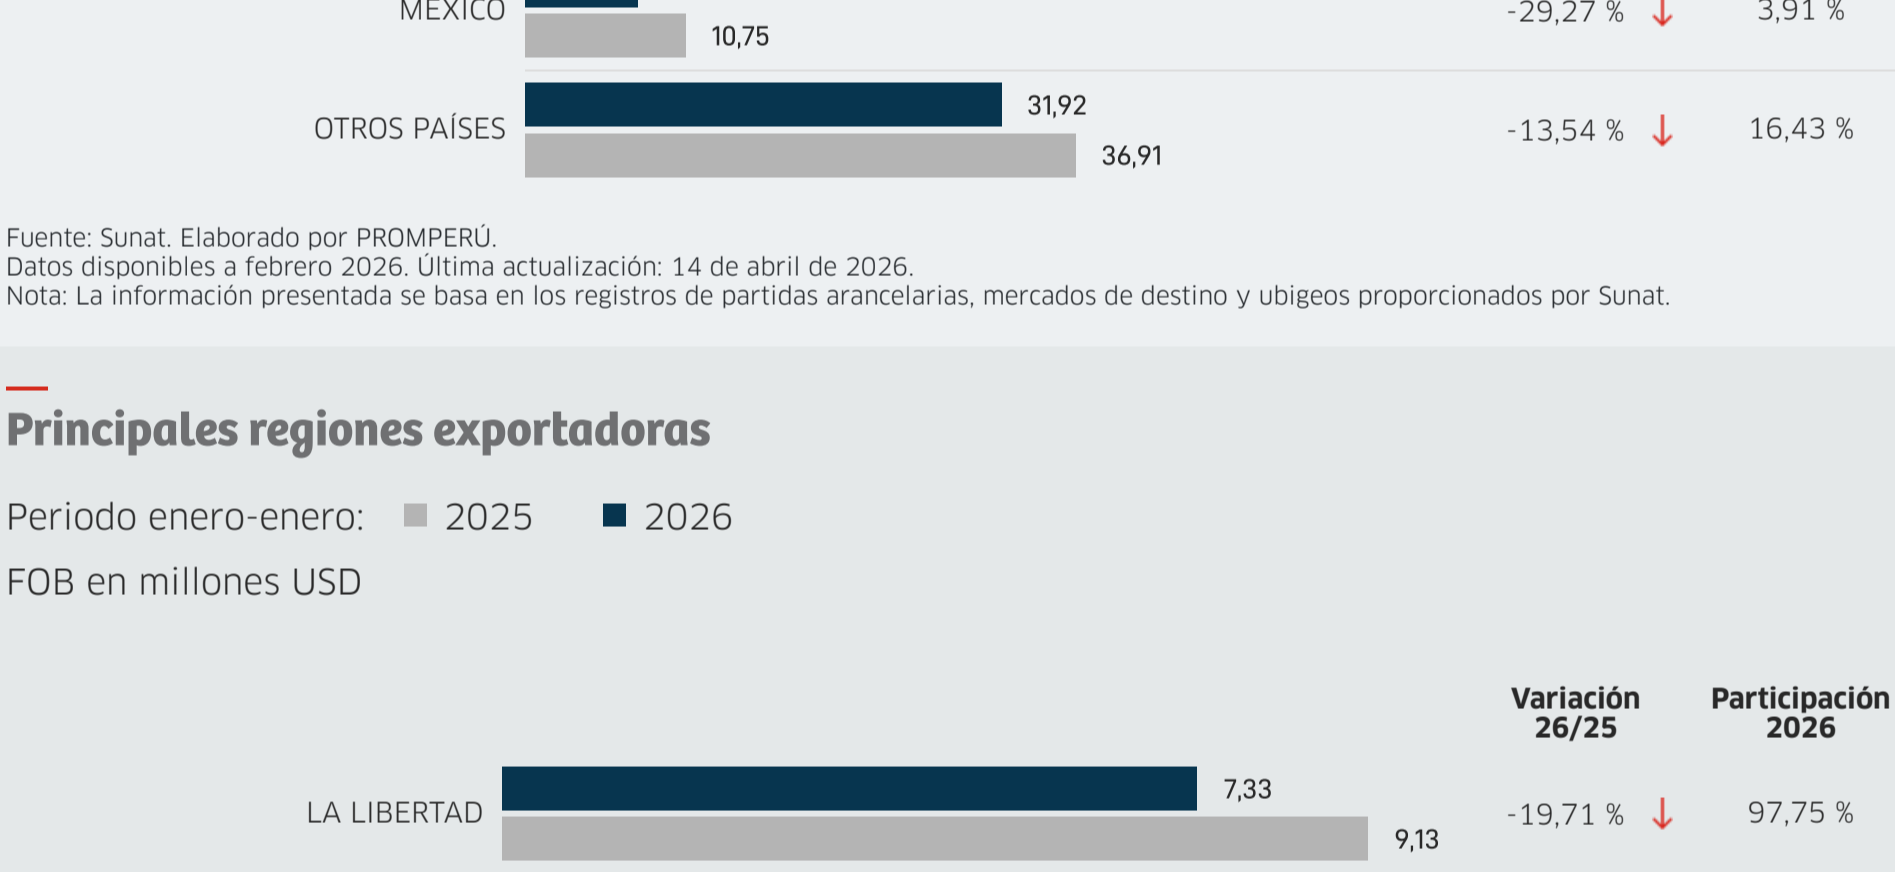 MÉXICO
-29,27 %
3,91 %
10,75
31,92
OTROS PAÍSES
-13,54 %
16,43 %
36,91
Fuente: Sunat. Elaborado por PROMPERÚ.
Datos disponibles a febrero 2026. Última actualización: 14 de abril de 2026.
Nota: La información presentada se basa en los registros de partidas arancelarias, mercados de destino y ubigeos proporcionados por Sunat.
Principales regiones exportadoras
Periodo enero-enero: 2025 2026
FOB en millones USD
Variación
26/25
Participación
2026
7,33
LA LIBERTAD
-19,71 %
97,75 %
9,13